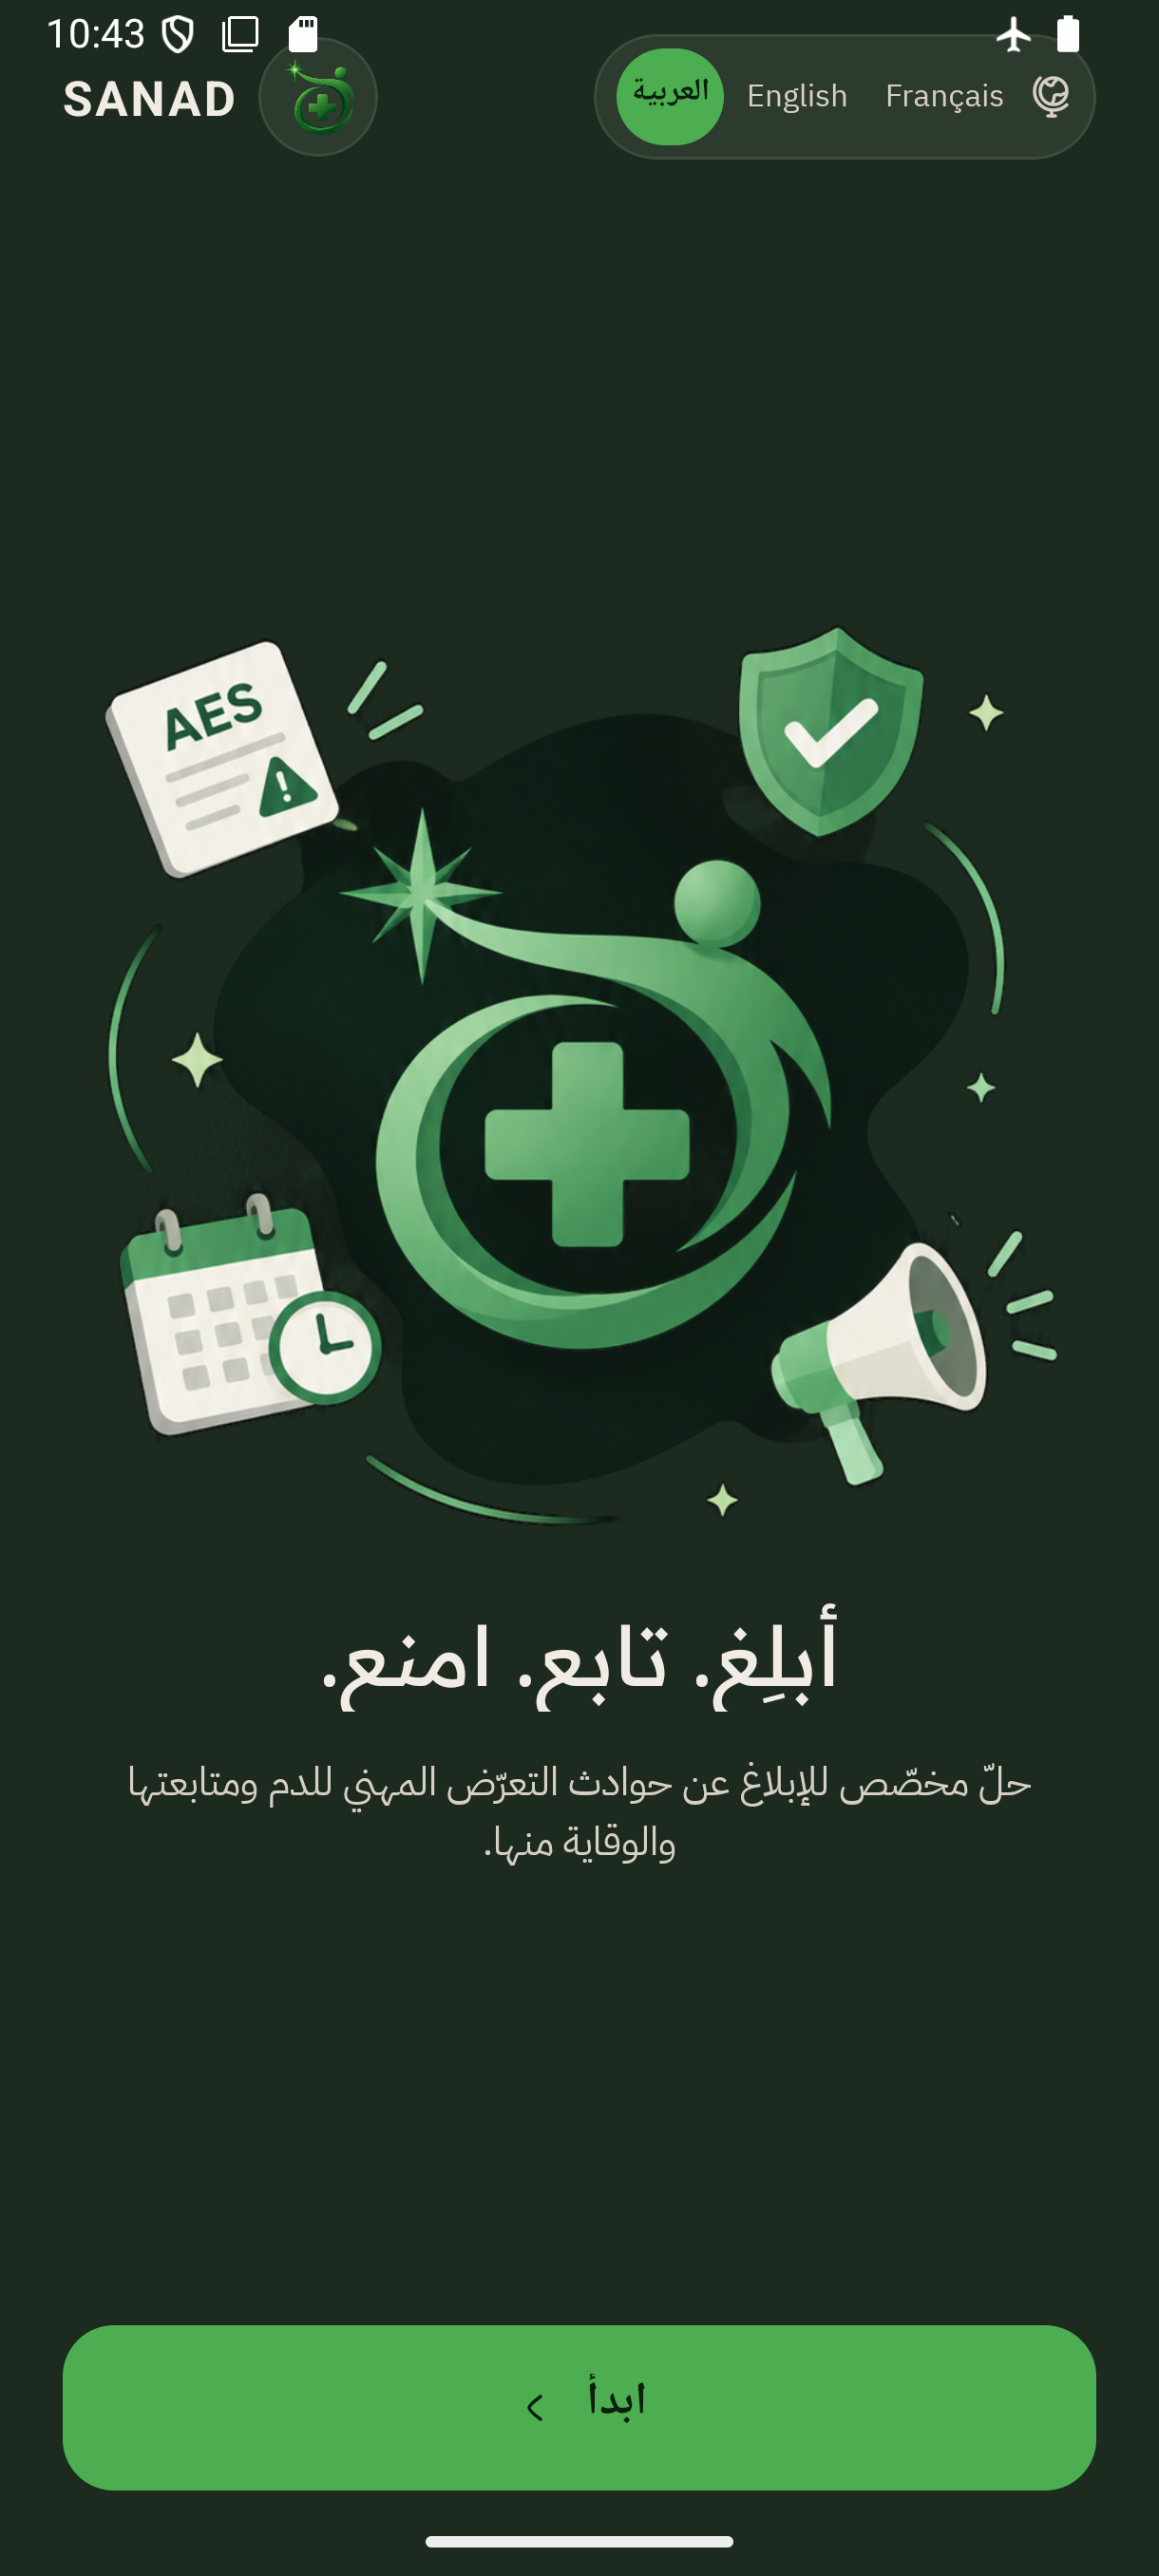 10:43
SANAD
العربية
English
Français
AES
أبلِغ. تابع. امنع.
حلّ مخصّص للإبلاغ عن حوادث التعرّض المهني للدم ومتابعتها
والوقاية منها.
ابدأ